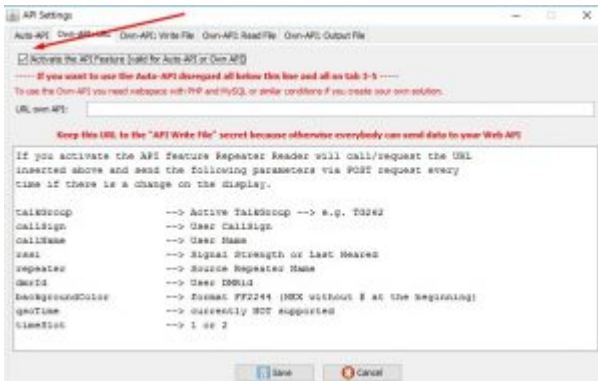 API Settings
Auto-API Own-API: URL Own-API: Write File Own-API: Read File Own-API: Output File
Activate the API Feature (valid for Auto-API or Own API)
----- If you want to use the Auto-API disregard all below this line and all on tab 2-5 -----
To use the Own-API you need webspace with PHP and MySQL or similar conditions if you create your own solution.
URL own API:
Keep this URL to the "API Write File" secret because otherwise everybody can send data to your Web API
If you activate the API feature Repeater Reader will call/request the URL
inserted above and send the following parameters via POST request every
time if there is a change on the display.
talkGroup --> Active TalkGroup --> e.g. TG262
callSign --> User CallSign
callName --> User Name
rssi --> Signal Strength or Last Heared
repeater --> Source Repeater Name
dmrId --> User DMRid
backgroundColor --> format FF2244 (HEX without # at the beginning)
qsoTime --> currently NOT supported
timeSlot --> 1 or 2
Save Cancel